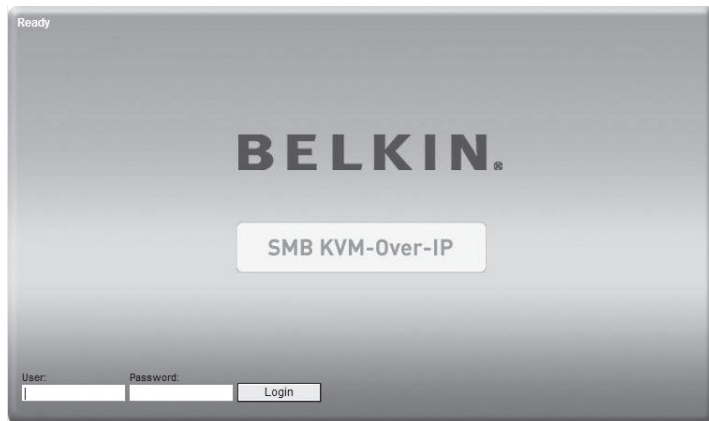 Ready
BELKIN®
SMB KVM-Over-IP
User: Password:
Login